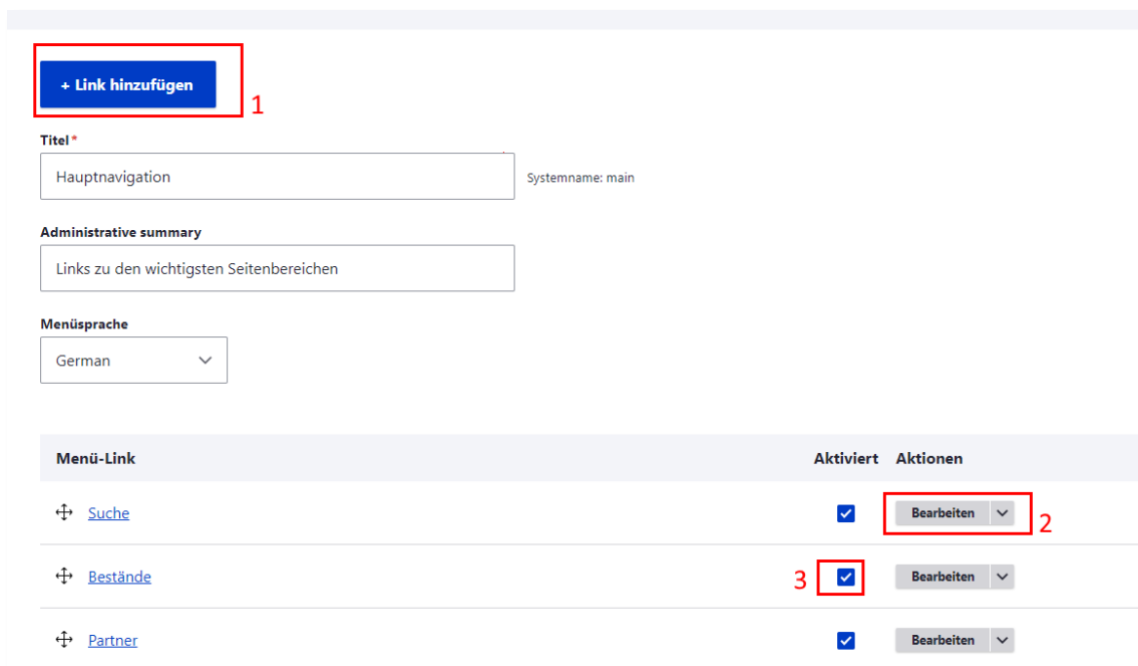 + Link hinzufügen
1
Titel*
Hauptnavigation
Systemname: main
Administrative summary
Links zu den wichtigsten Seitenbereichen
Menüsprache
German
Menü-Link Aktiviert Aktionen
Suche Bearbeiten 2
Bestände 3 Bearbeiten
Partner Bearbeiten